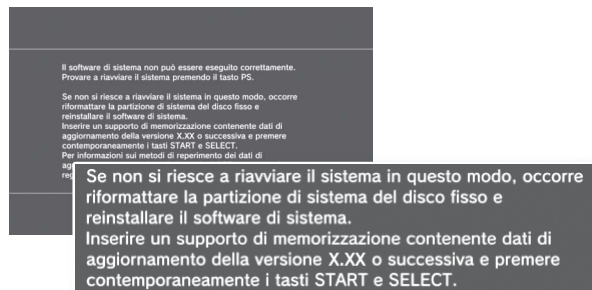 Il software di sistema non può essere eseguito correttamente.
Provare a riavviare il sistema premendo il tasto PS.
Se non si riesce a riavviare il sistema in questo modo, occorre
riformattare la partizione di sistema del disco fisso e
reinstallare il software di sistema.
Inserire un supporto di memorizzazione contenente dati di
aggiornamento della versione X.XX o successiva e premere
contemporaneamente i tasti START e SELECT.
Per informazioni sui metodi di reperimento dei dati di
Se non si riesce a riavviare il sistema in questo modo, occorre
riformattare la partizione di sistema del disco fisso e
reinstallare il software di sistema.
Inserire un supporto di memorizzazione contenente dati di
aggiornamento della versione X.XX o successiva e premere
contemporaneamente i tasti START e SELECT.